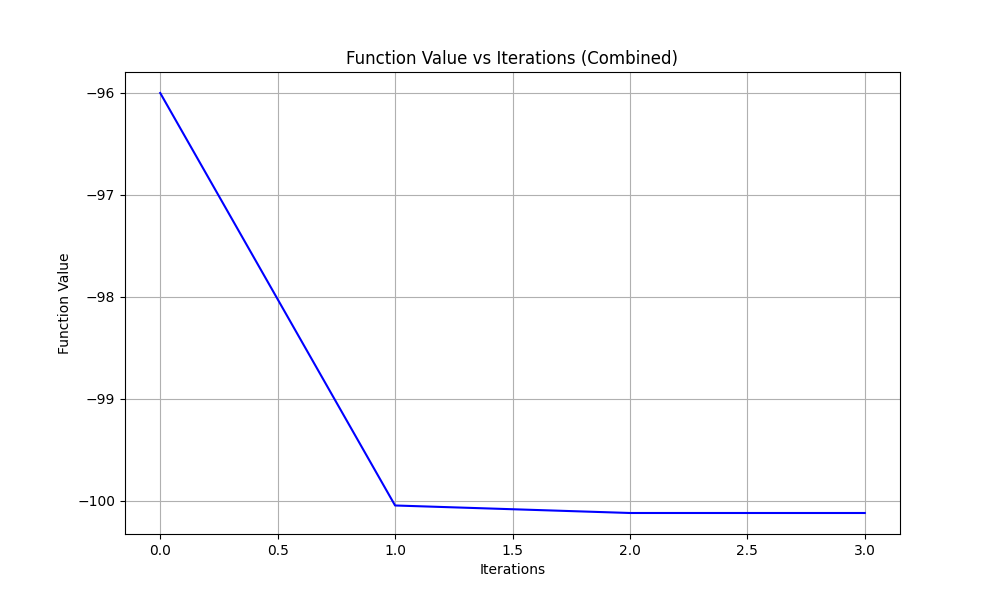 Function Value vs Iterations (Combined)
Function Value
−96
−97
−98
−99
−100
0.0 0.5 1.0 1.5 2.0 2.5 3.0
Iterations